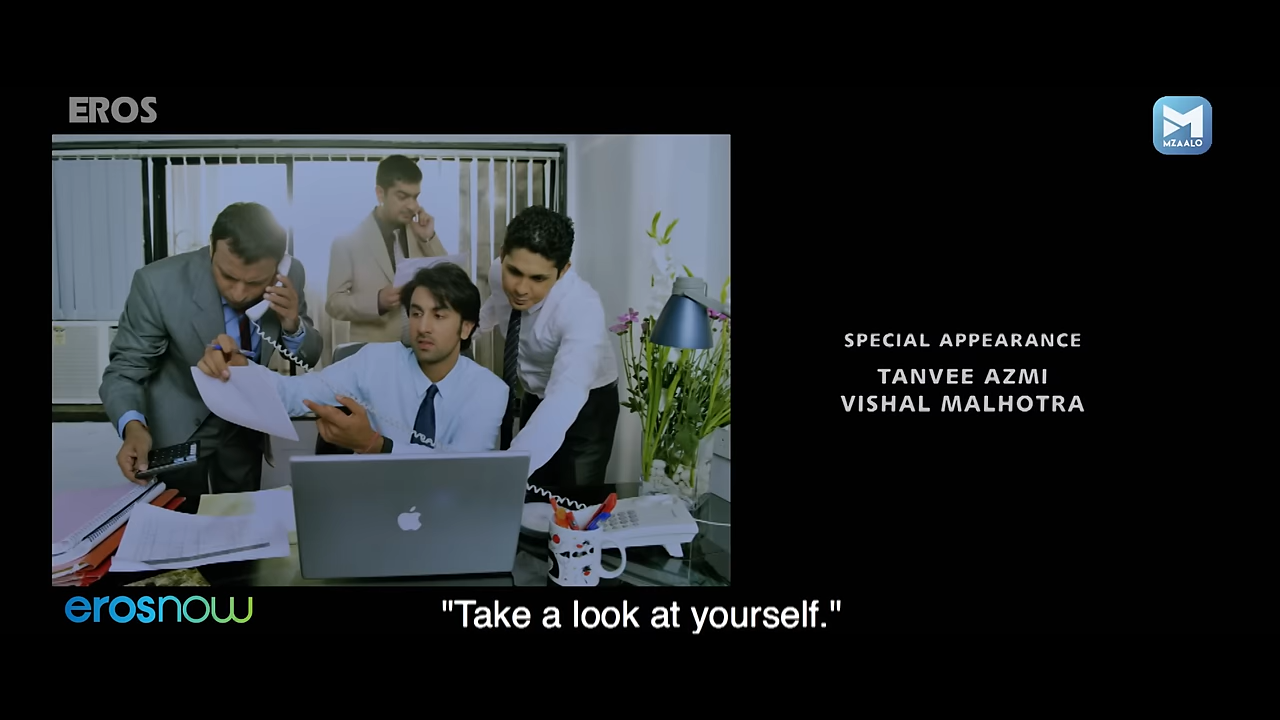 EROS
MZAALO
SPECIAL APPEARANCE
TANVEE AZMI
VISHAL MALHOTRA
erosnow
"Take a look at yourself."